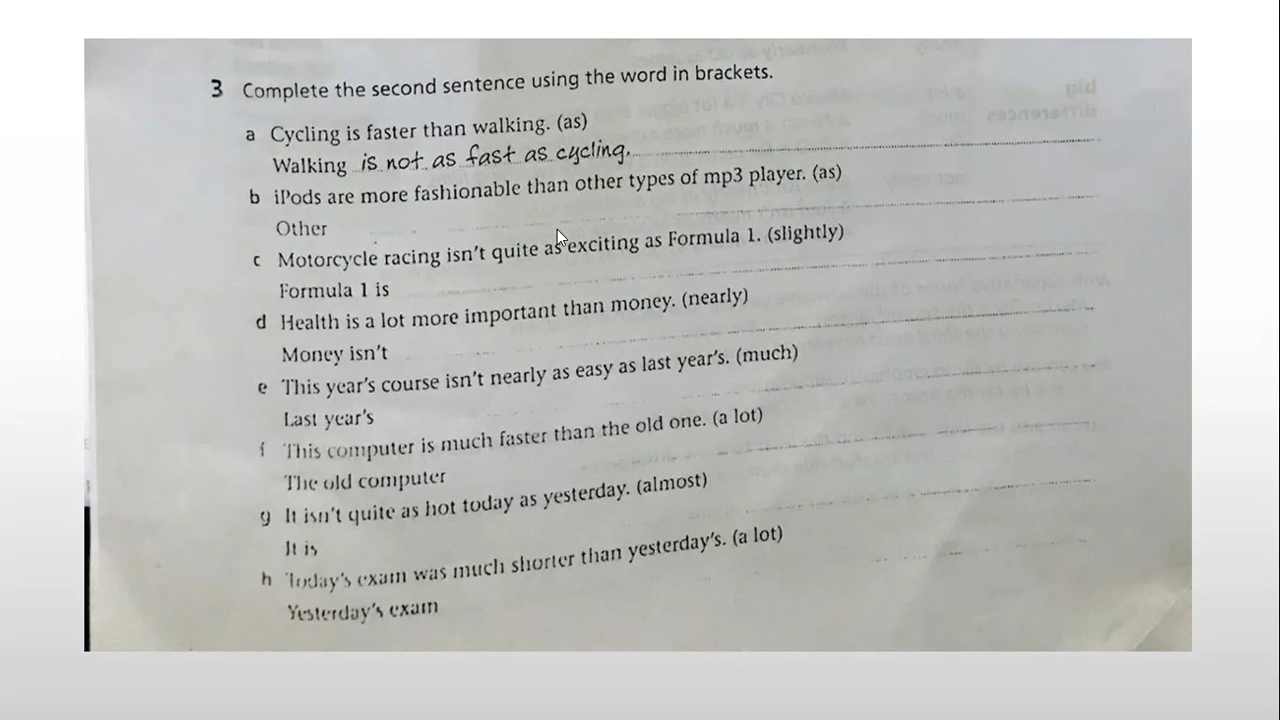 3 Complete the second sentence using the word in brackets.
a Cycling is faster than walking. (as)
Walking is not as fast as cycling.
b iPods are more fashionable than other types of mp3 player. (as)
Other
c Motorcycle racing isn't quite as exciting as Formula 1. (slightly)
Formula 1 is
d Health is a lot more important than money. (nearly)
Money isn't
e This year's course isn't nearly as easy as last year's. (much)
Last year's
f This computer is much faster than the old one. (a lot)
The old computer
g It isn't quite as hot today as yesterday. (almost)
It is
h Today's exam was much shorter than yesterday's. (a lot)
Yesterday's exam
big
differences